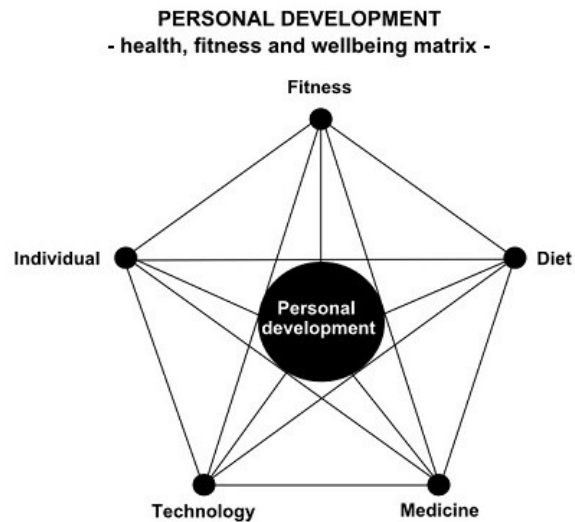 PERSONAL DEVELOPMENT
- health, fitness and wellbeing matrix -
Fitness
Individual
Diet
Personal
development
Technology
Medicine